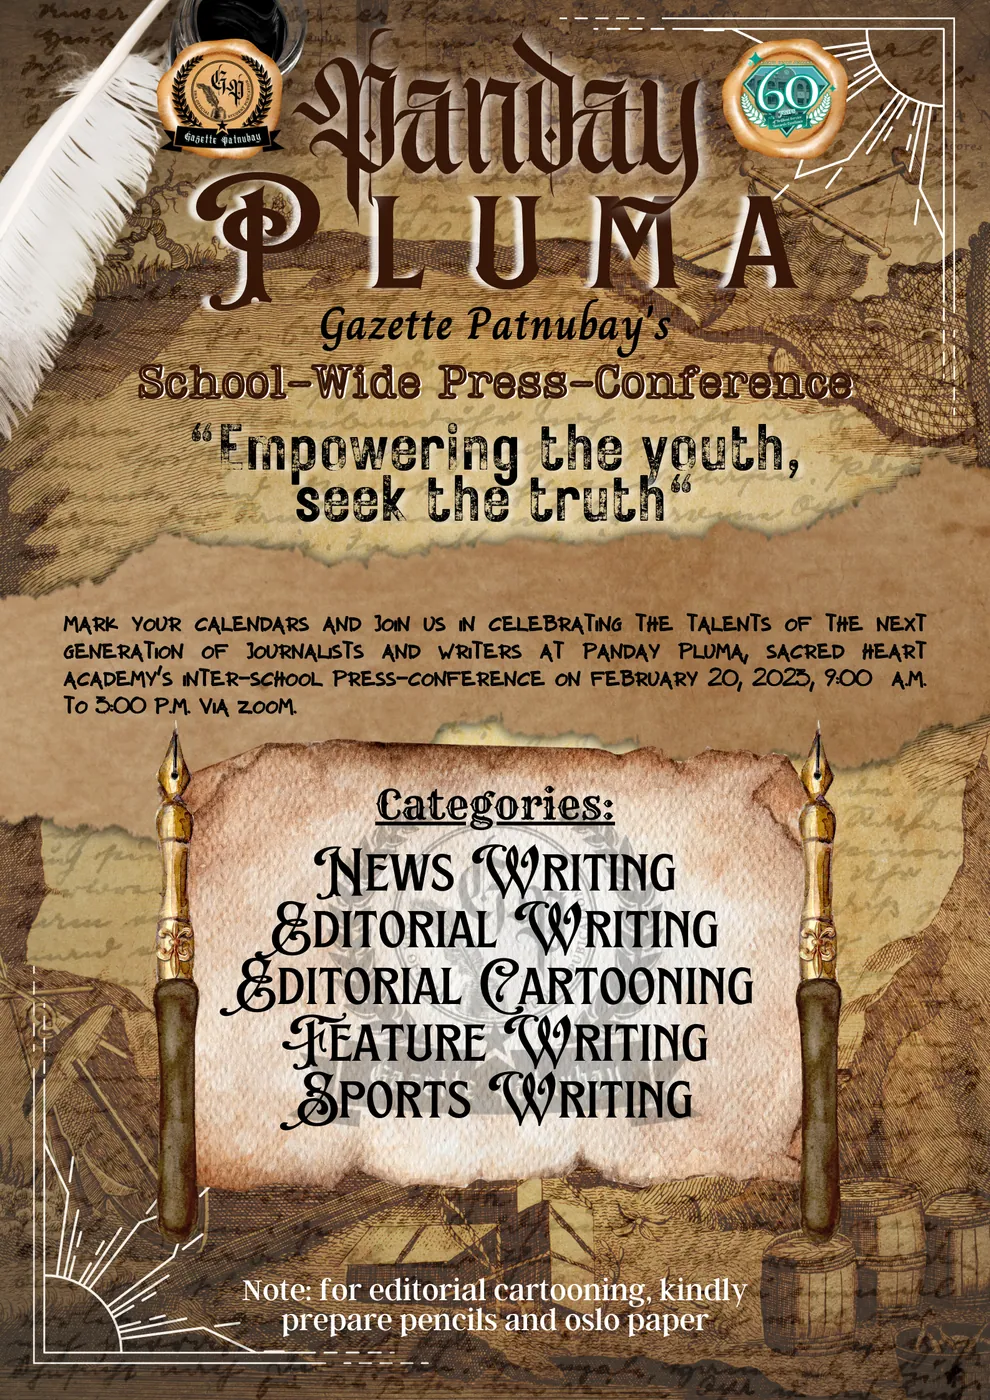 Gazette Patnubay
60
Panday
PLUMA
Gazette Patnubay's
School-Wide Press-Conference
“Empowering the youth,
seek the truth“
MARK YOUR CALENDARS AND JOIN US IN CELEBRATING THE TALENTS OF THE NEXT
GENERATION OF JOURNALISTS AND WRITERS AT PANDAY PLUMA, SACRED HEART
ACADEMY'S INTER-SCHOOL PRESS-CONFERENCE ON FEBRUARY 20, 2023, 9:00 A.M.
TO 3:00 P.M. VIA ZOOM.
Categories:
NEWS WRITING
EDITORIAL WRITING
EDITORIAL CARTOONING
FEATURE WRITING
SPORTS WRITING
Note: for editorial cartooning, kindly
prepare pencils and oslo paper